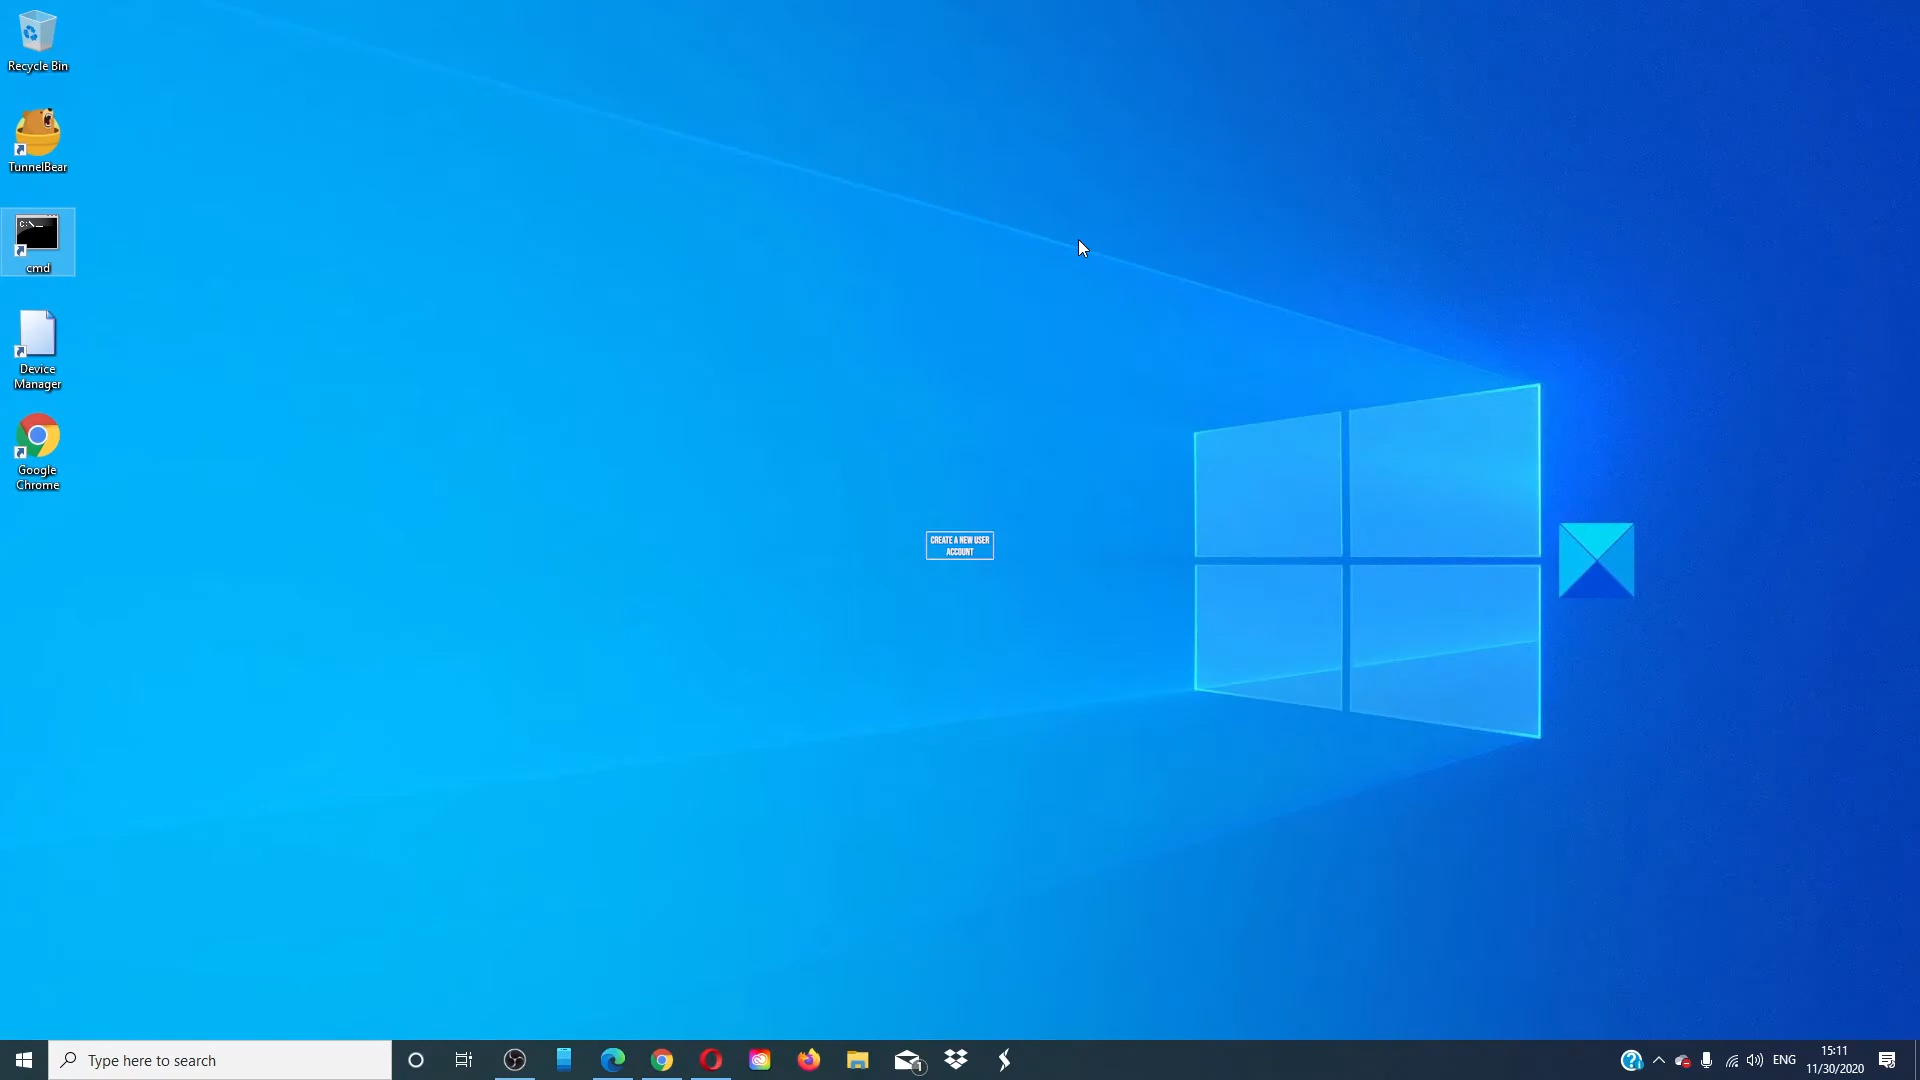 Recycle Bin
TunnelBear
C:\_
cmd
Device
Manager
Google
Chrome
CREATE A NEW USER
ACCOUNT
Type here to search
1
ENG
15:11
11/30/2020